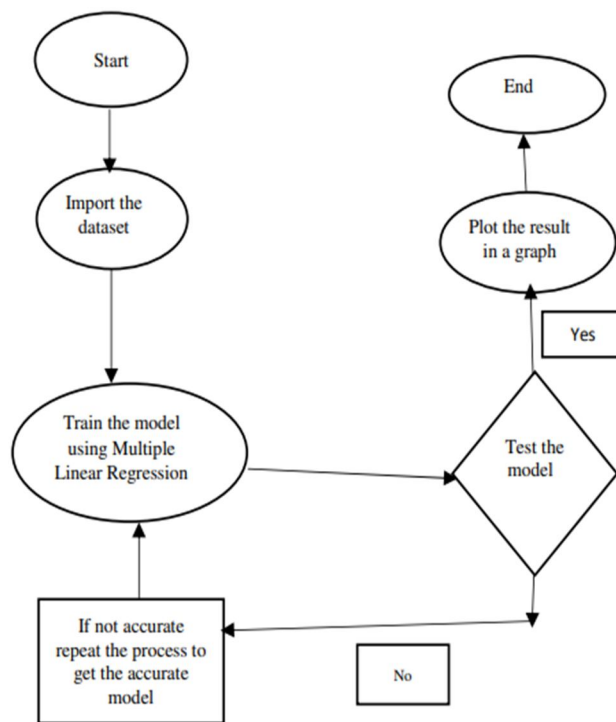 Start
Import the
dataset
Train the model
using Multiple
Linear Regression
Test the
model
Yes
Plot the result
in a graph
End
No
If not accurate
repeat the process to
get the accurate
model